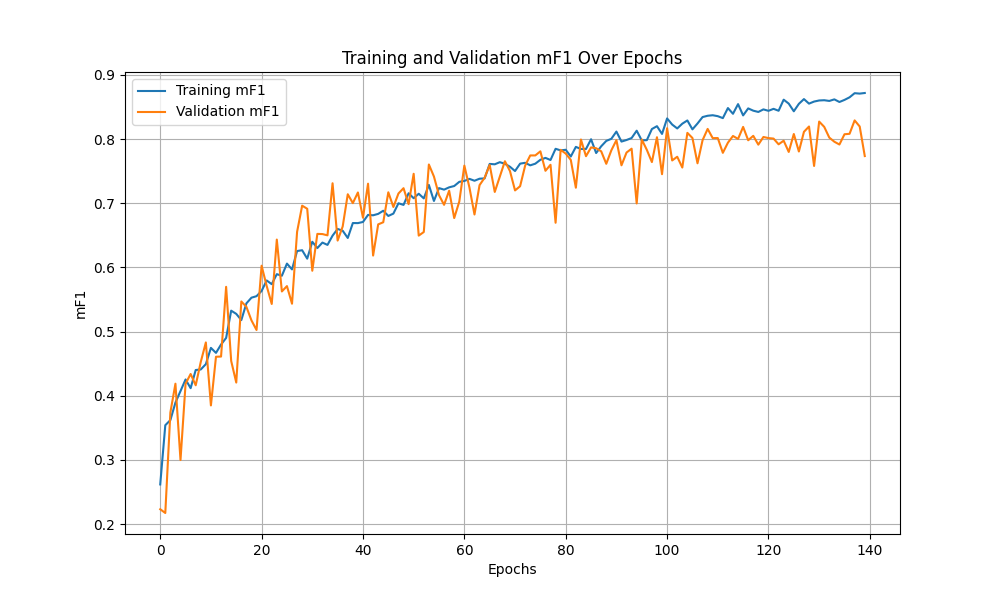 Training and Validation mF1 Over Epochs
Training mF1
Validation mF1
mF1
0.9
0.8
0.7
0.6
0.5
0.4
0.3
0.2
0 20 40 60 80 100 120 140
Epochs